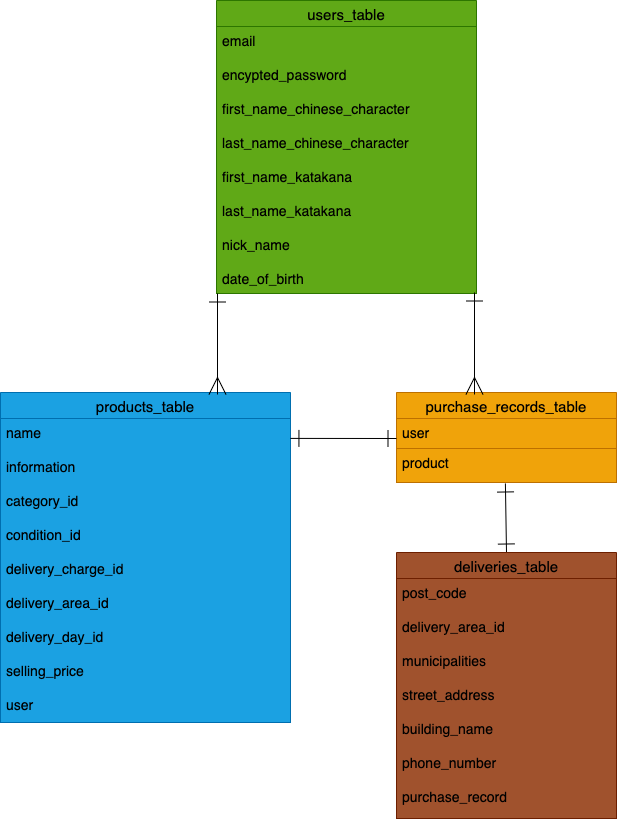 users_table
email
encypted_password
first_name_chinese_character
last_name_chinese_character
first_name_katakana
last_name_katakana
nick_name
date_of_birth
products_table
name
information
category_id
condition_id
delivery_charge_id
delivery_area_id
delivery_day_id
selling_price
user
purchase_records_table
user
product
deliveries_table
post_code
delivery_area_id
municipalities
street_address
building_name
phone_number
purchase_record